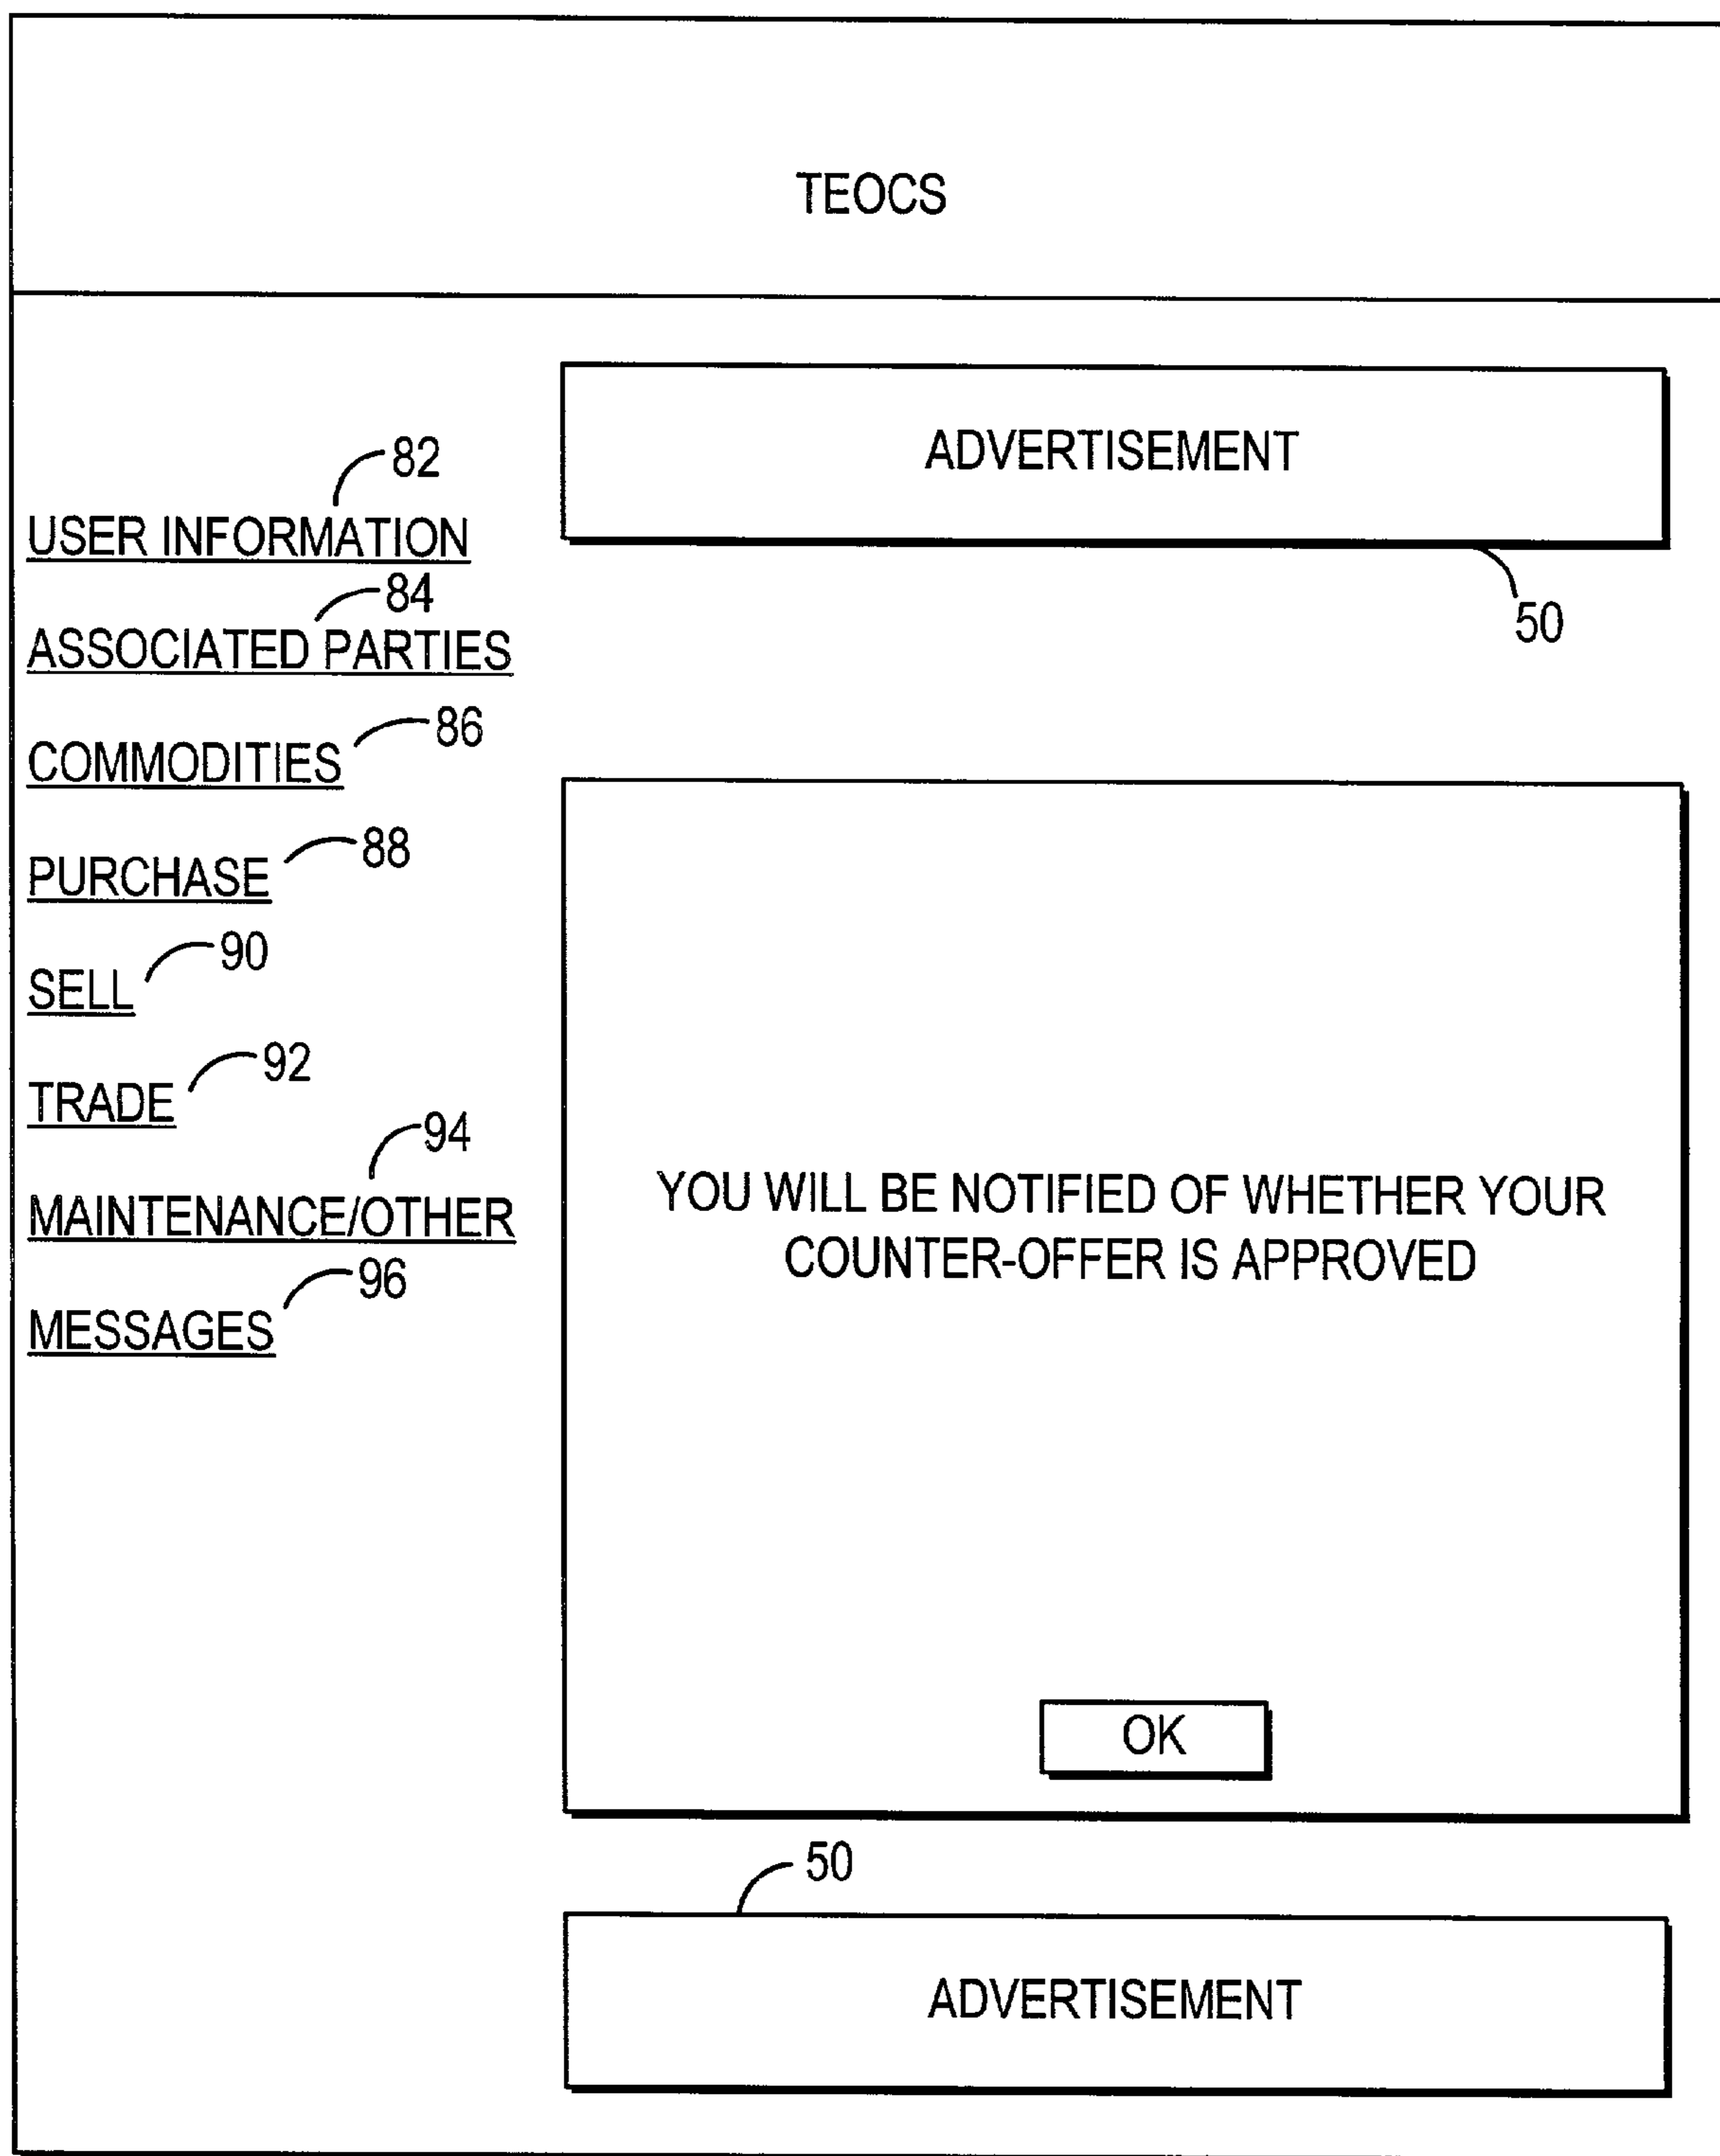 TEOCS
ADVERTISEMENT
50
82
USER INFORMATION
84
ASSOCIATED PARTIES
86
COMMODITIES
88
PURCHASE
90
SELL
92
TRADE
94
MAINTENANCE/OTHER
96
MESSAGES
YOU WILL BE NOTIFIED OF WHETHER YOUR
COUNTER-OFFER IS APPROVED
OK
50
ADVERTISEMENT